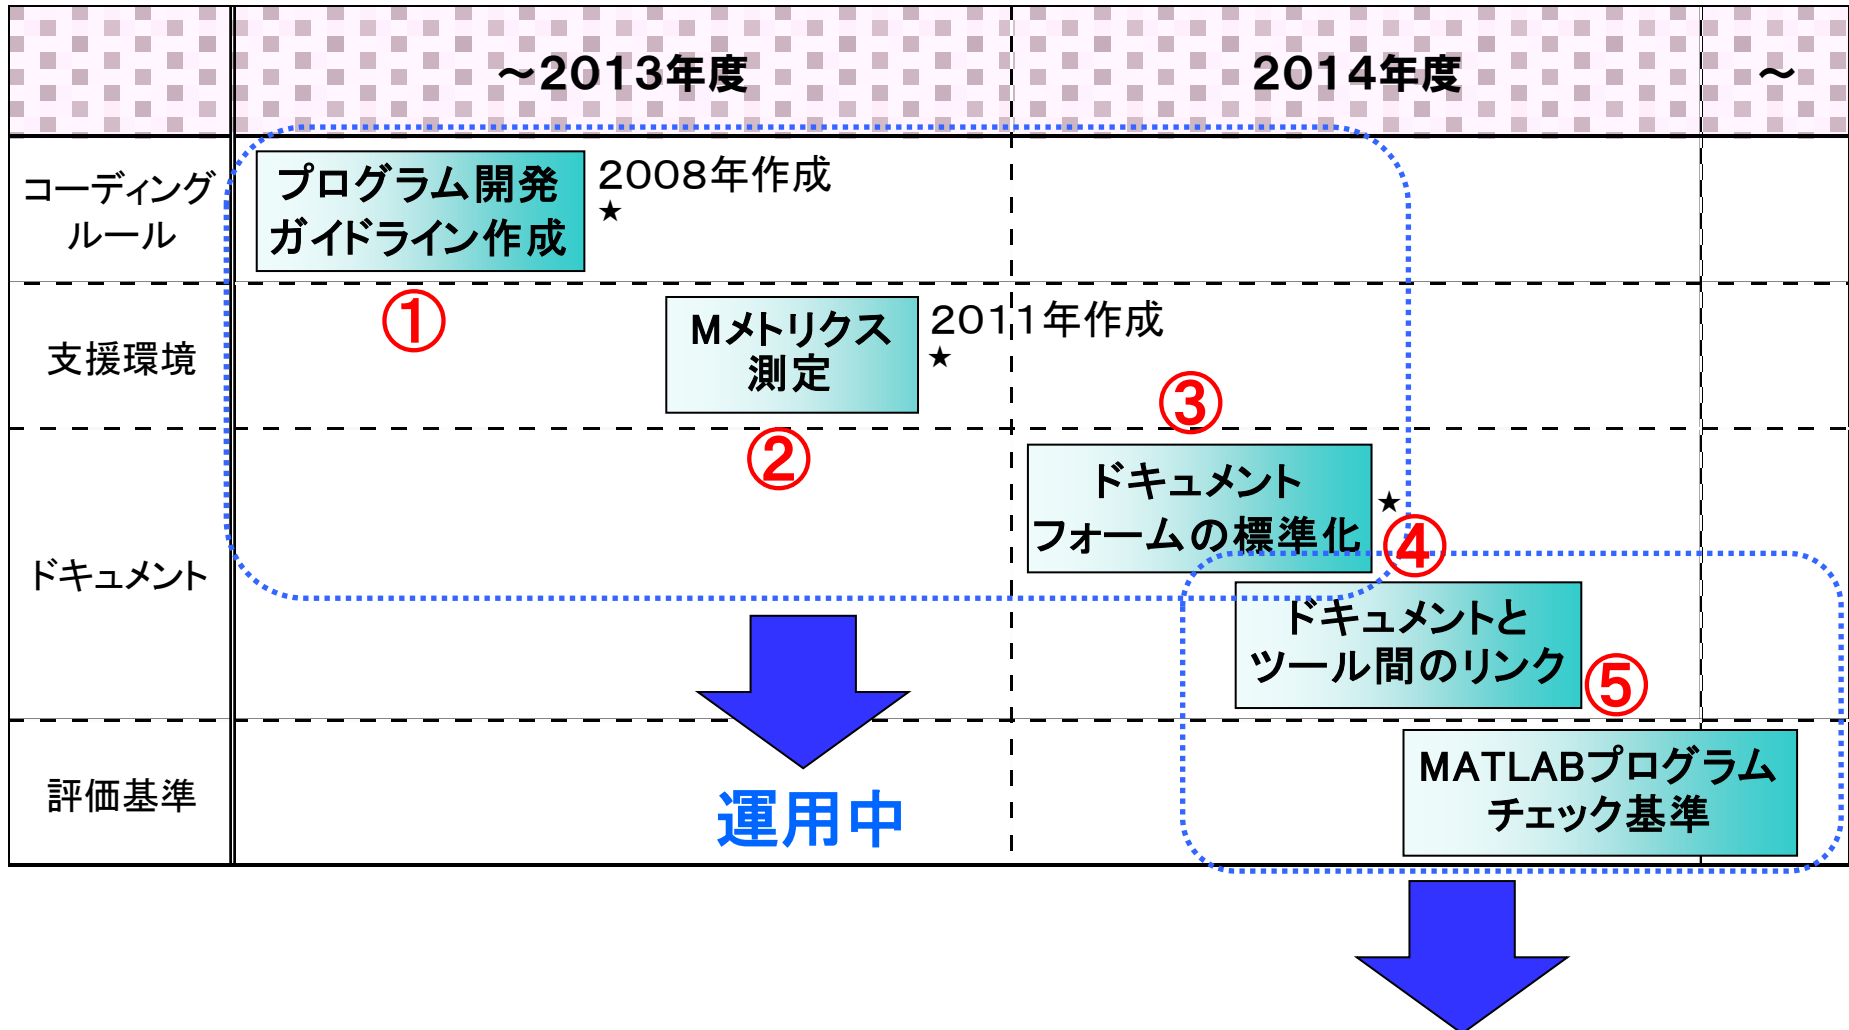 ～2013年度
2014年度
～
コーディング
ルール
プログラム開発
ガイドライン作成
2008年作成
★
①
支援環境
Mメトリクス
測定
2011年作成
★
②
③
ドキュメント
ドキュメント
フォームの標準化
★
④
ドキュメントと
ツール間のリンク
⑤
評価基準
MATLABプログラム
チェック基準
運用中